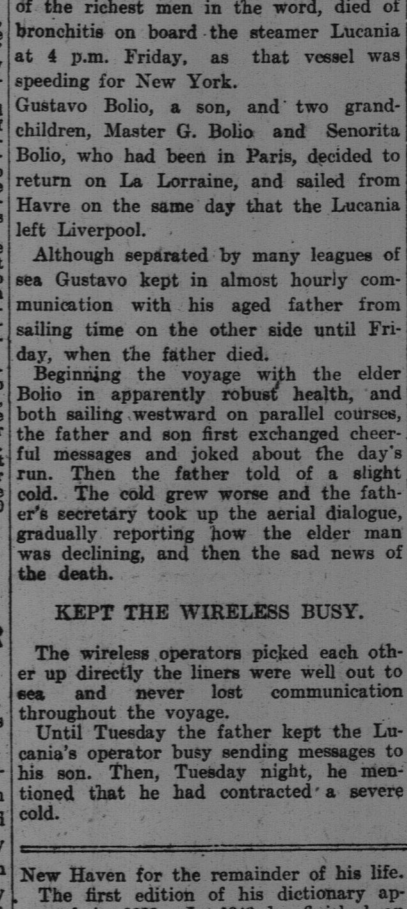 of the richest men in the word, died of
bronchitis on board the steamer Lucania
at 4 p.m. Friday, as that vessel was
speeding for New York.
Gustavo Bolio, a son, and two grand-
children, Master G. Bolio and Senorita
Bolio, who had been in Paris, decided to
return on La Lorraine, and sailed from
Havre on the same day that the Lucania
left Liverpool.
Although separated by many leagues of
sea Gustavo kept in almost hourly com-
munication with his aged father from
sailing time on the other side until Fri-
day, when the father died.
Beginning the voyage with the elder
Bolio in apparently robust health, and
both sailing westward on parallel courses,
the father and son first exchanged cheer-
ful messages and joked about the day's
run. Then the father told of a slight
cold. The cold grew worse and the fath-
er's secretary took up the aerial dialogue,
gradually reporting how the elder man
was declining, and then the sad news of
the death.
KEPT THE WIRELESS BUSY.
The wireless operators picked each oth-
er up directly the liners were well out to
sea and never lost communication
throughout the voyage.
Until Tuesday the father kept the Lu-
cania's operator busy sending messages to
his son. Then, Tuesday night, he men-
tioned that he had contracted a severe
cold.
New Haven for the remainder of his life.
The first edition of his dictionary ap-